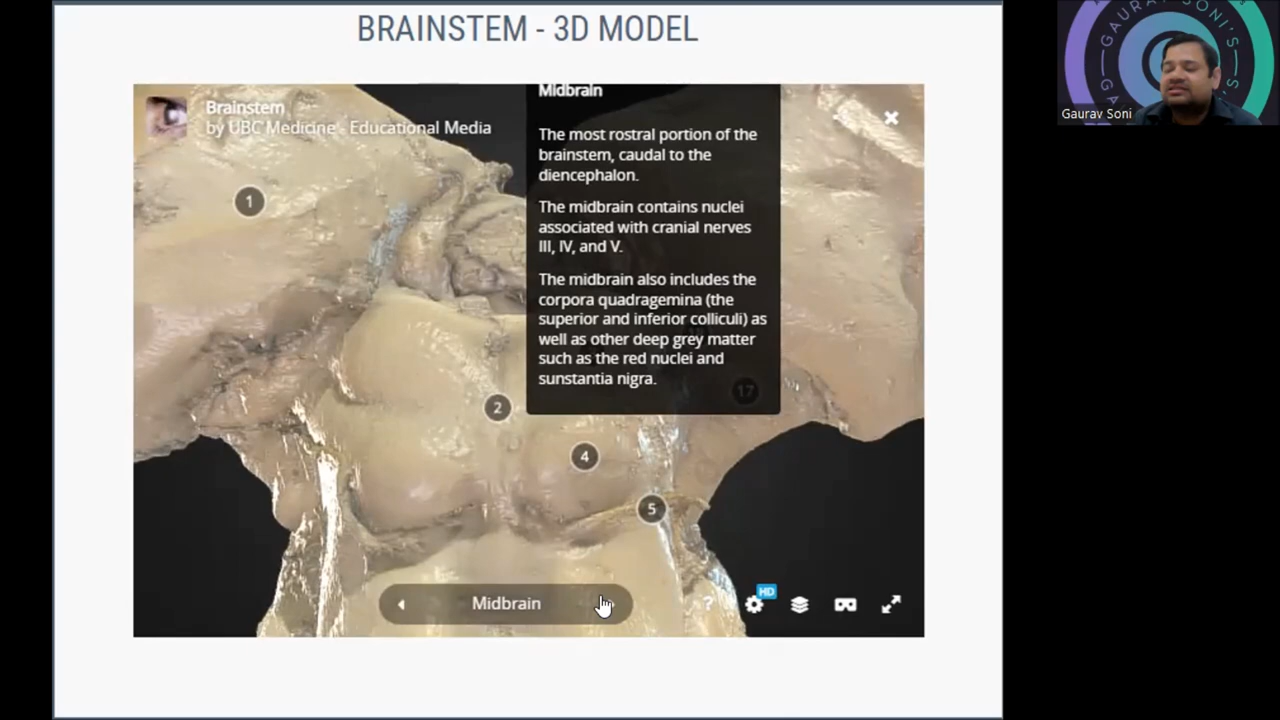 BRAINSTEM - 3D MODEL
Brainstem
by UBC Medicine - Educational Media
Midbrain
The most rostral portion of the
brainstem, caudal to the
diencephalon.
The midbrain contains nuclei
associated with cranial nerves
III, IV, and V.
The midbrain also includes the
corpora quadragemina (the
superior and inferior colliculi) as
well as other deep grey matter
such as the red nuclei and
sunstantia nigra.
1
2
17
4
5
Midbrain
?
HD
GAURAV SONI'S
Gaurav Soni